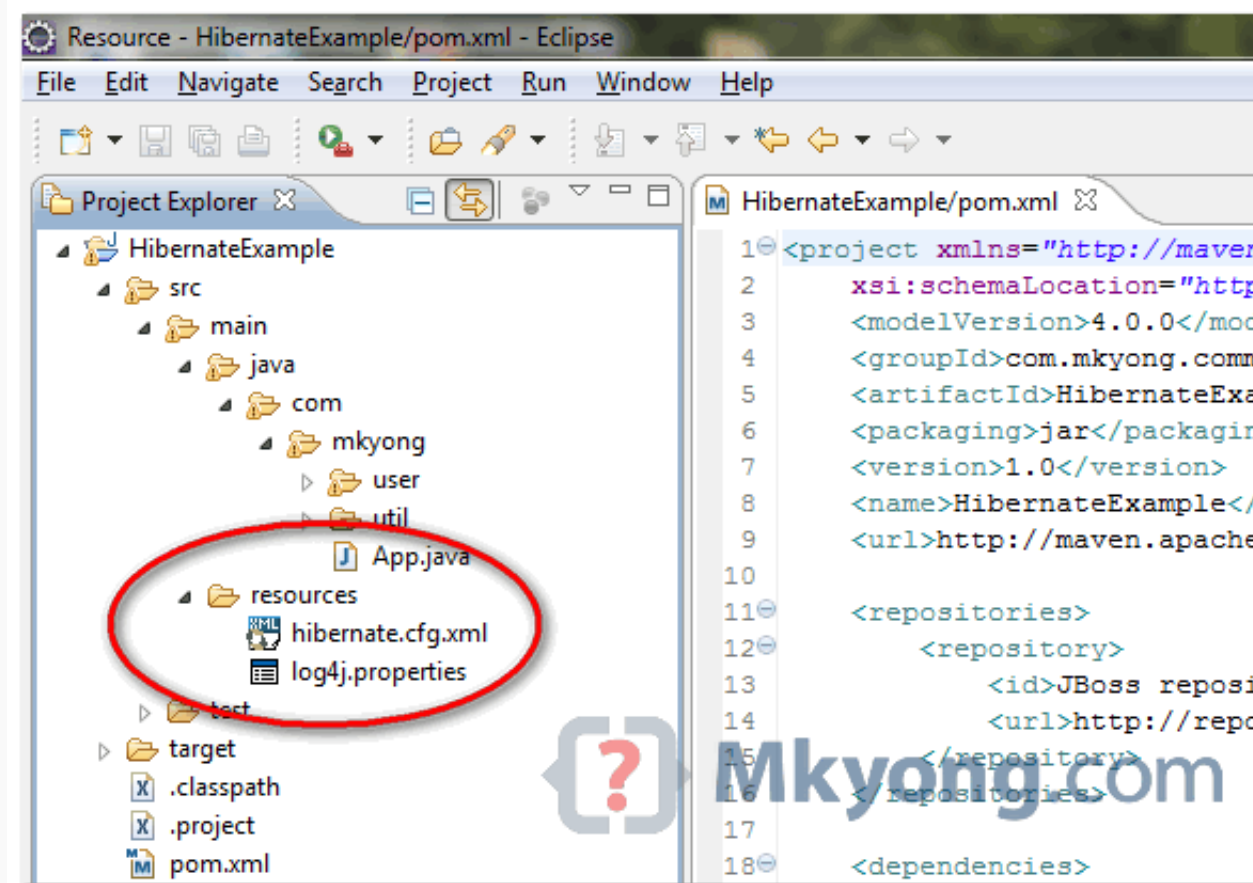 Resource - HibernateExample/pom.xml - Eclipse
File Edit Navigate Search Project Run Window Help
Project Explorer
HibernateExample
src
main
java
com
mkyong
user
util
App.java
resources
hibernate.cfg.xml
log4j.properties
test
target
.classpath
.project
pom.xml
HibernateExample/pom.xml
1 <project xmlns="http://maven
2 xsi:schemaLocation="http
3 <modelVersion>4.0.0</mod
4 <groupId>com.mkyong.comm
5 <artifactId>HibernateExa
6 <packaging>jar</packagin
7 <version>1.0</version>
8 <name>HibernateExample</
9 <url>http://maven.apache
10
11 <repositories>
12 <repository>
13 <id>JBoss reposi
14 <url>http://repo
15 </repository>
16 </repositories>
17
18 <dependencies>
Mkyong.com